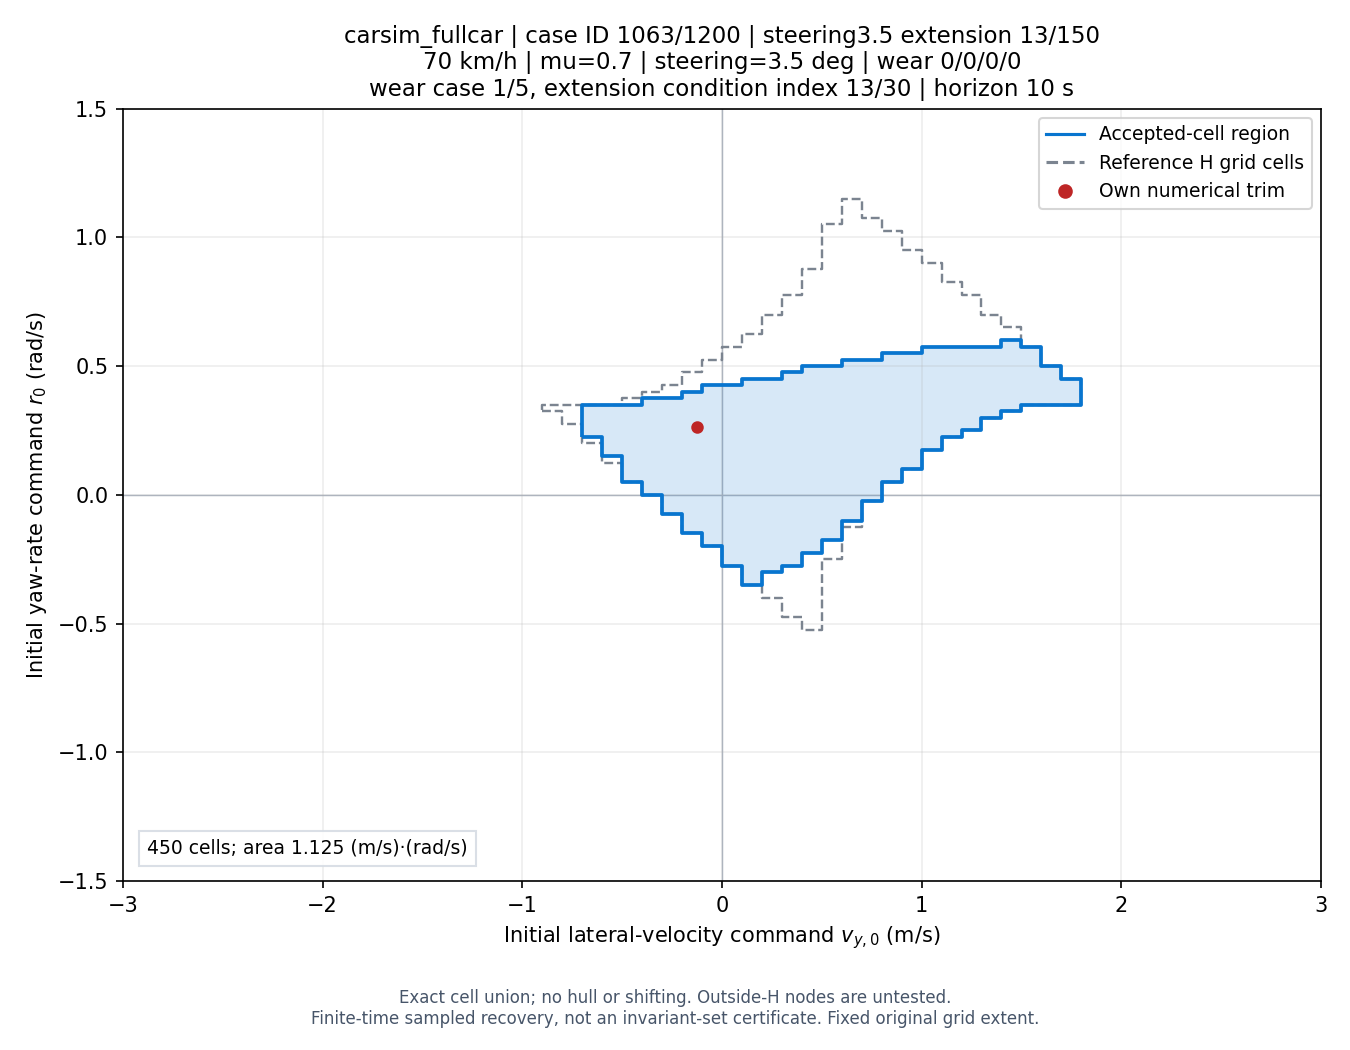 carsim_fullcar | case ID 1063/1200 | steering3.5 extension 13/150
70 km/h | mu=0.7 | steering=3.5 deg | wear 0/0/0/0
wear case 1/5, extension condition index 13/30 | horizon 10 s
Accepted-cell region
Reference H grid cells
Own numerical trim
1.5
1.0
0.5
0.0
−0.5
−1.0
−1.5
Initial yaw-rate command r0 (rad/s)
450 cells; area 1.125 (m/s)·(rad/s)
−3
−2
−1
0
1
2
3
Initial lateral-velocity command vy,0 (m/s)
Exact cell union; no hull or shifting. Outside-H nodes are untested.
Finite-time sampled recovery, not an invariant-set certificate. Fixed original grid extent.